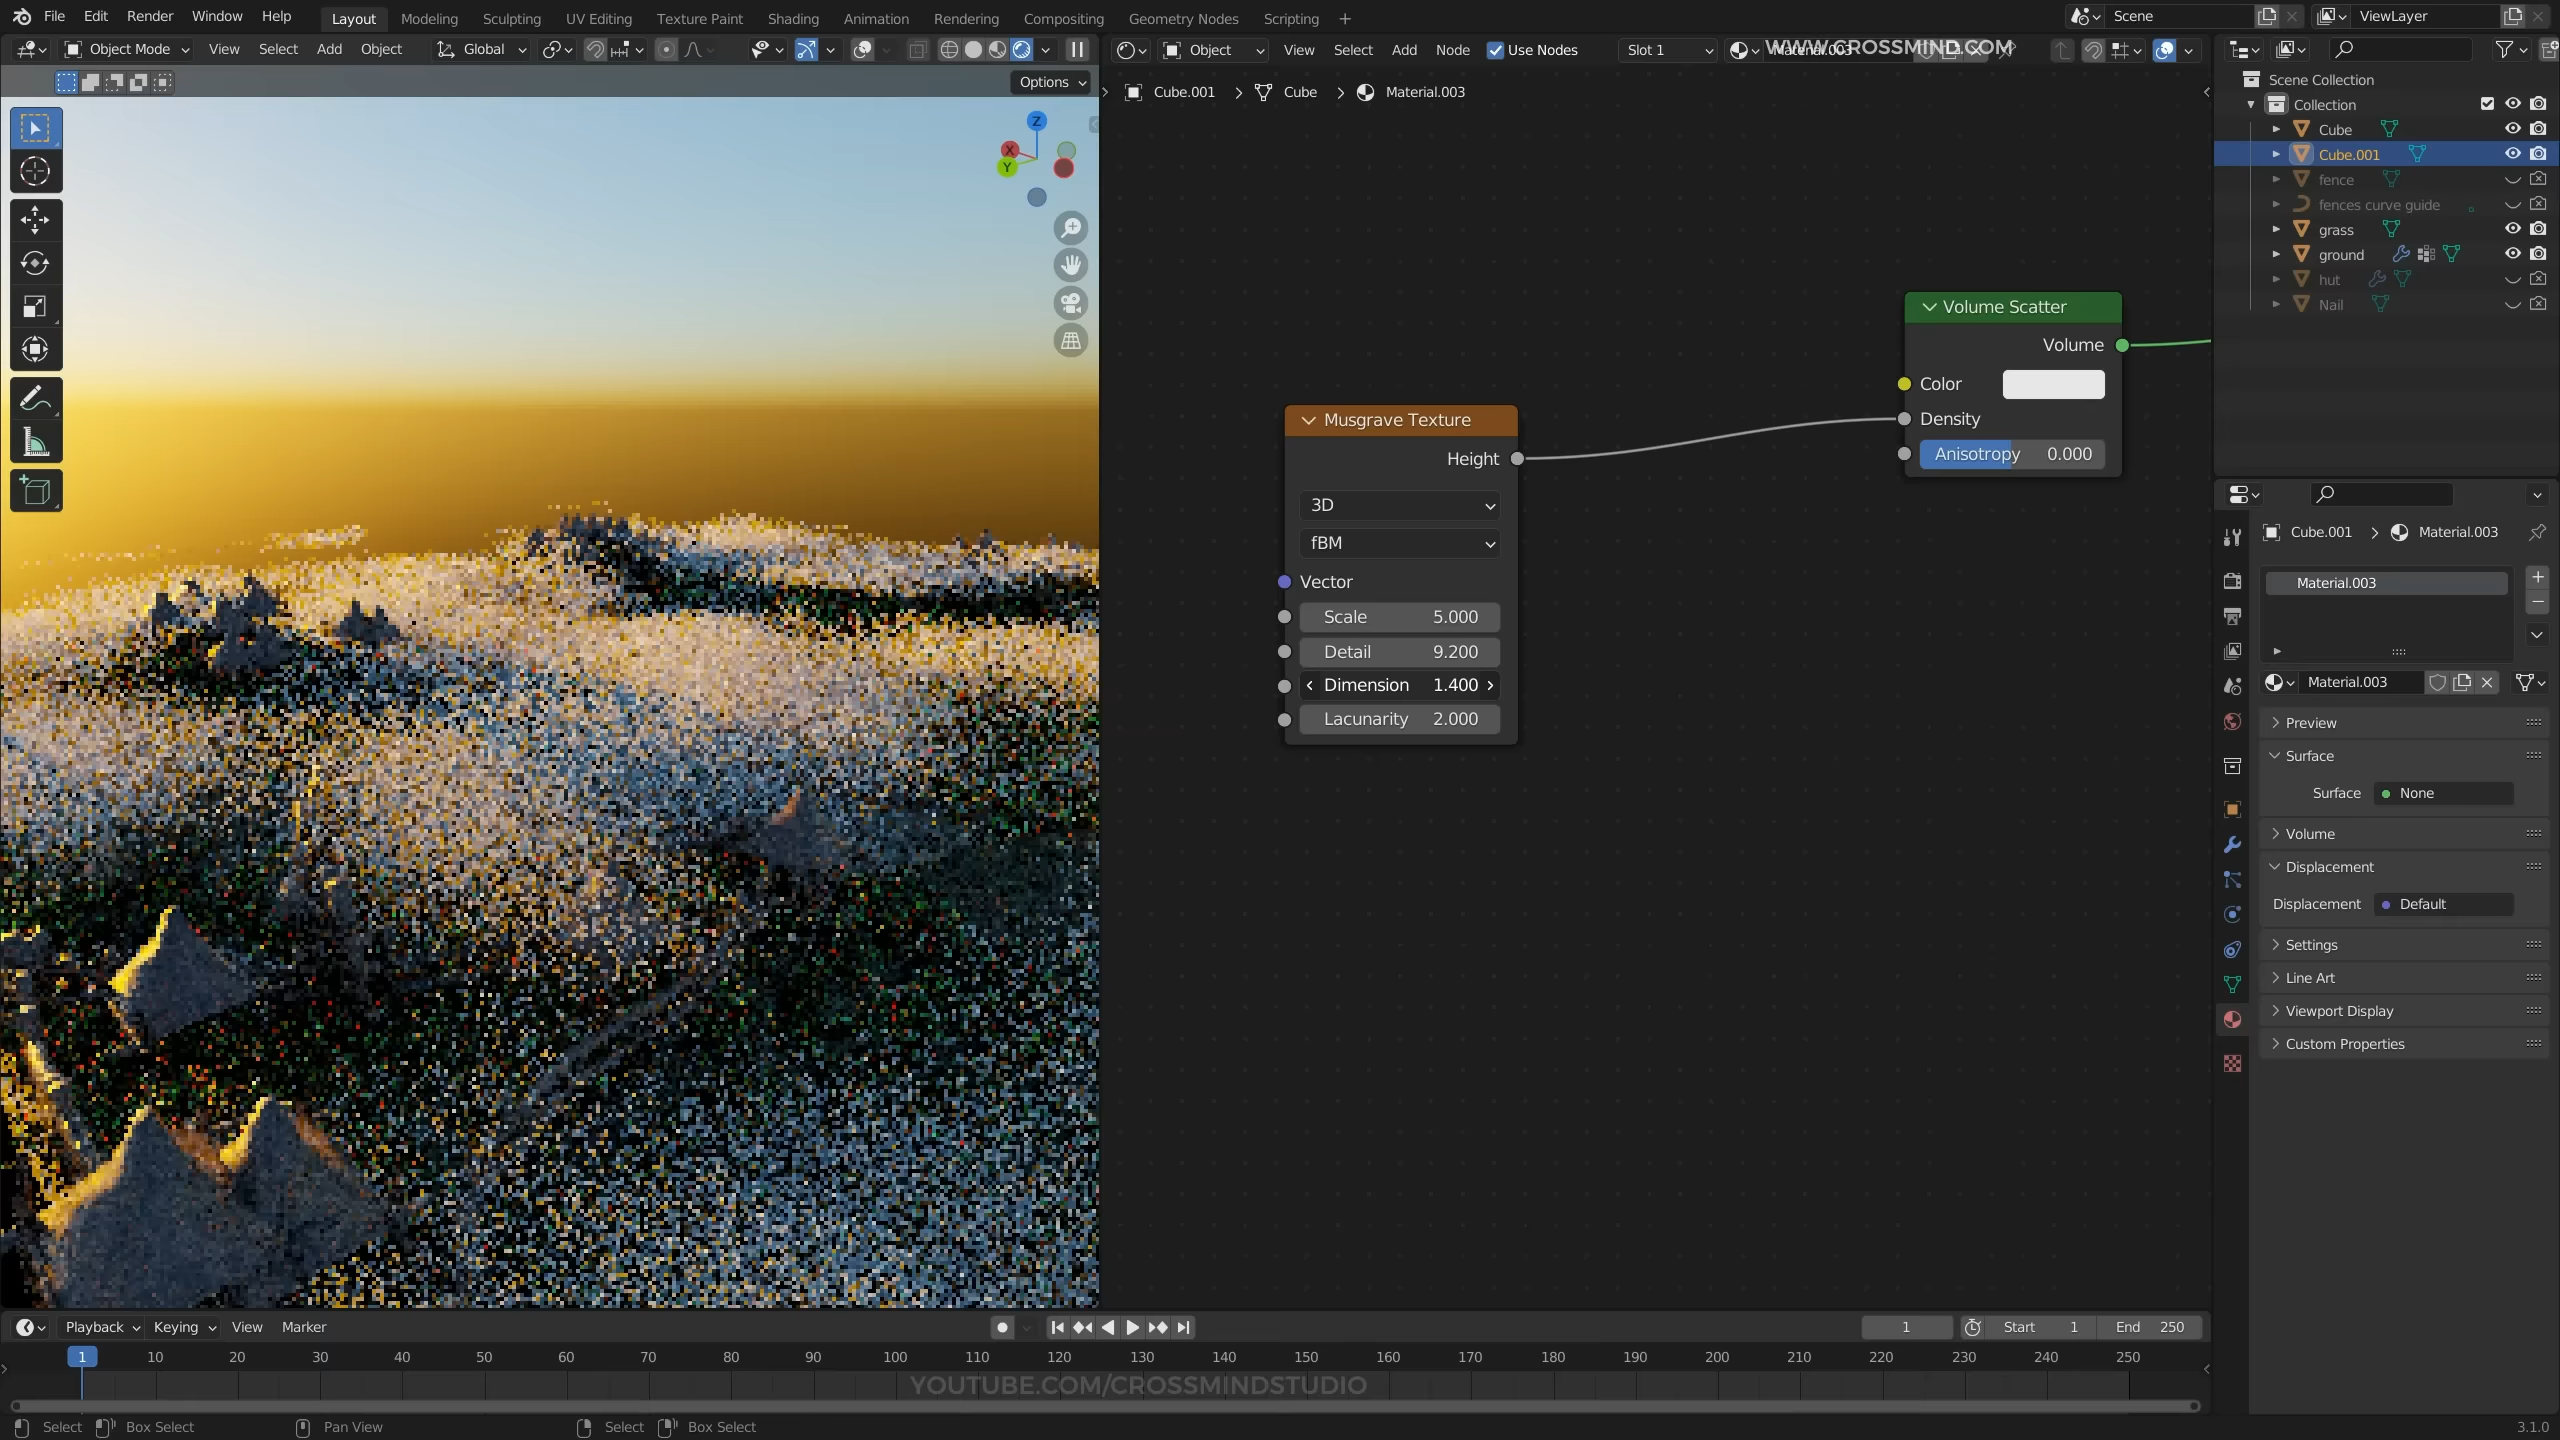 File Edit Render Window Help Layout Modeling Sculpting UV Editing Texture Paint Shading Animation Rendering Compositing Geometry Nodes Scripting + Scene ViewLayer
Object Mode View Select Add Object Global Object View Select Add Node Use Nodes Slot 1 Material.003
WWW.CROSSMIND.COM
Options
Cube.001 > Cube > Material.003
Z
X
Y
Scene Collection
Collection
Cube
Cube.001
fence
fences curve guide
grass
ground
hut
Nail
Volume Scatter
Volume
Color
Density
Anisotropy 0.000
Musgrave Texture
Height
3D
fBM
Vector
Scale 5.000
Detail 9.200
Dimension 1.400
Lacunarity 2.000
Cube.001 > Material.003
Material.003
Material.003
Preview
Surface
Surface None
Volume
Displacement
Displacement Default
Settings
Line Art
Viewport Display
Custom Properties
Playback Keying View Marker 1 Start 1 End 250
1 10 20 30 40 50 60 70 80 90 100 110 120 130 140 150 160 170 180 190 200 210 220 230 240 250
YOUTUBE.COM/CROSSMINDSTUDIO
Select Box Select Pan View Select Box Select 3.1.0